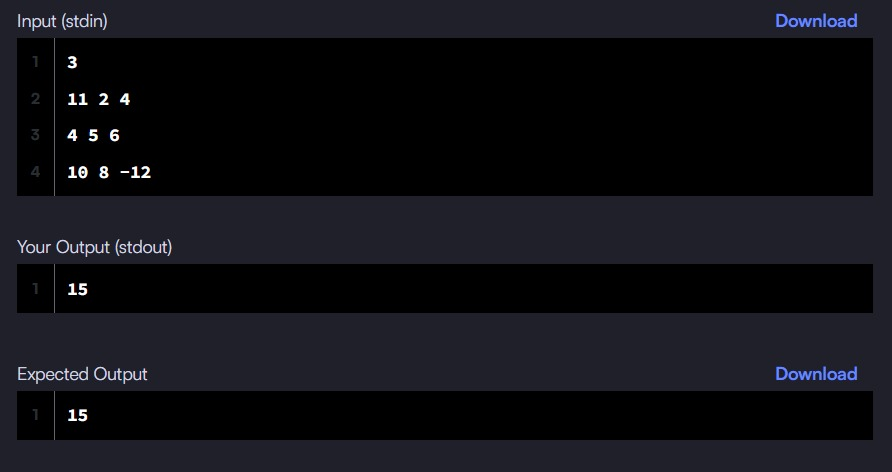 Input (stdin) Download
1 3
2 11 2 4
3 4 5 6
4 10 8 -12
Your Output (stdout)
1 15
Expected Output Download
1 15